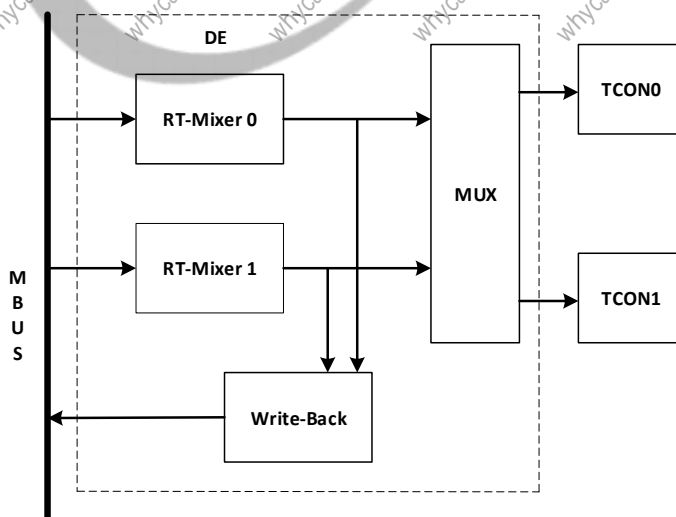 DE
RT-Mixer 0
TCON0
MUX
RT-Mixer 1
TCON1
M
B
U
S
Write-Back